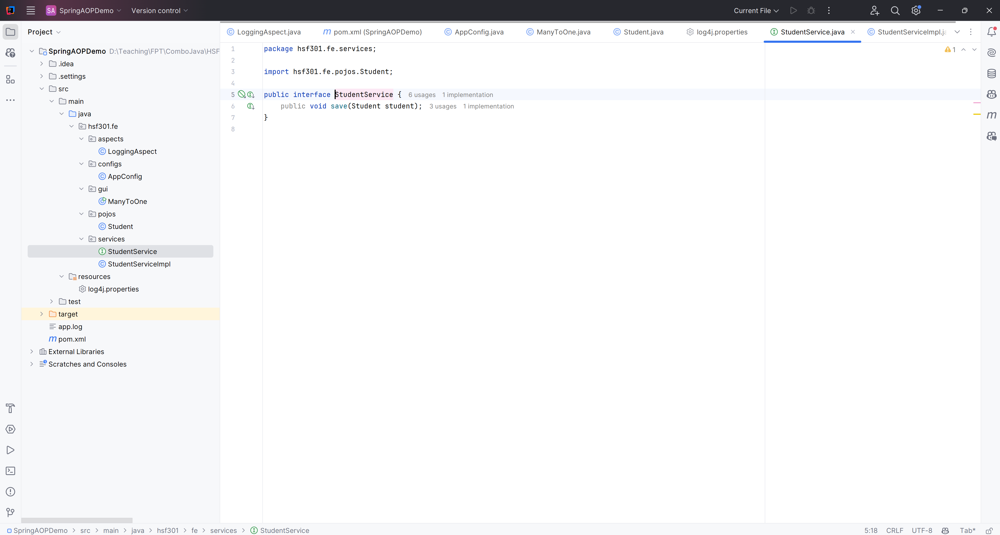 SA SpringAOPDemo Version control Current File
Project
LoggingAspect.java pom.xml (SpringAOPDemo) AppConfig.java ManyToOne.java Student.java log4j.properties StudentService.java StudentServiceImpl.ja
SpringAOPDemo D:\Teaching\FPT\ComboJava\HSF
.idea
.settings
src
main
java
hsf301.fe
aspects
LoggingAspect
configs
AppConfig
gui
ManyToOne
pojos
Student
services
StudentService
StudentServiceImpl
resources
log4j.properties
test
target
app.log
pom.xml
External Libraries
Scratches and Consoles
1 package hsf301.fe.services;
2
3 import hsf301.fe.pojos.Student;
4
5 public interface StudentService { 6 usages 1 implementation
6 public void save(Student student); 3 usages 1 implementation
7 }
8
1
SpringAOPDemo > src > main > java > hsf301 > fe > services > StudentService
5:18 CRLF UTF-8 Tab*